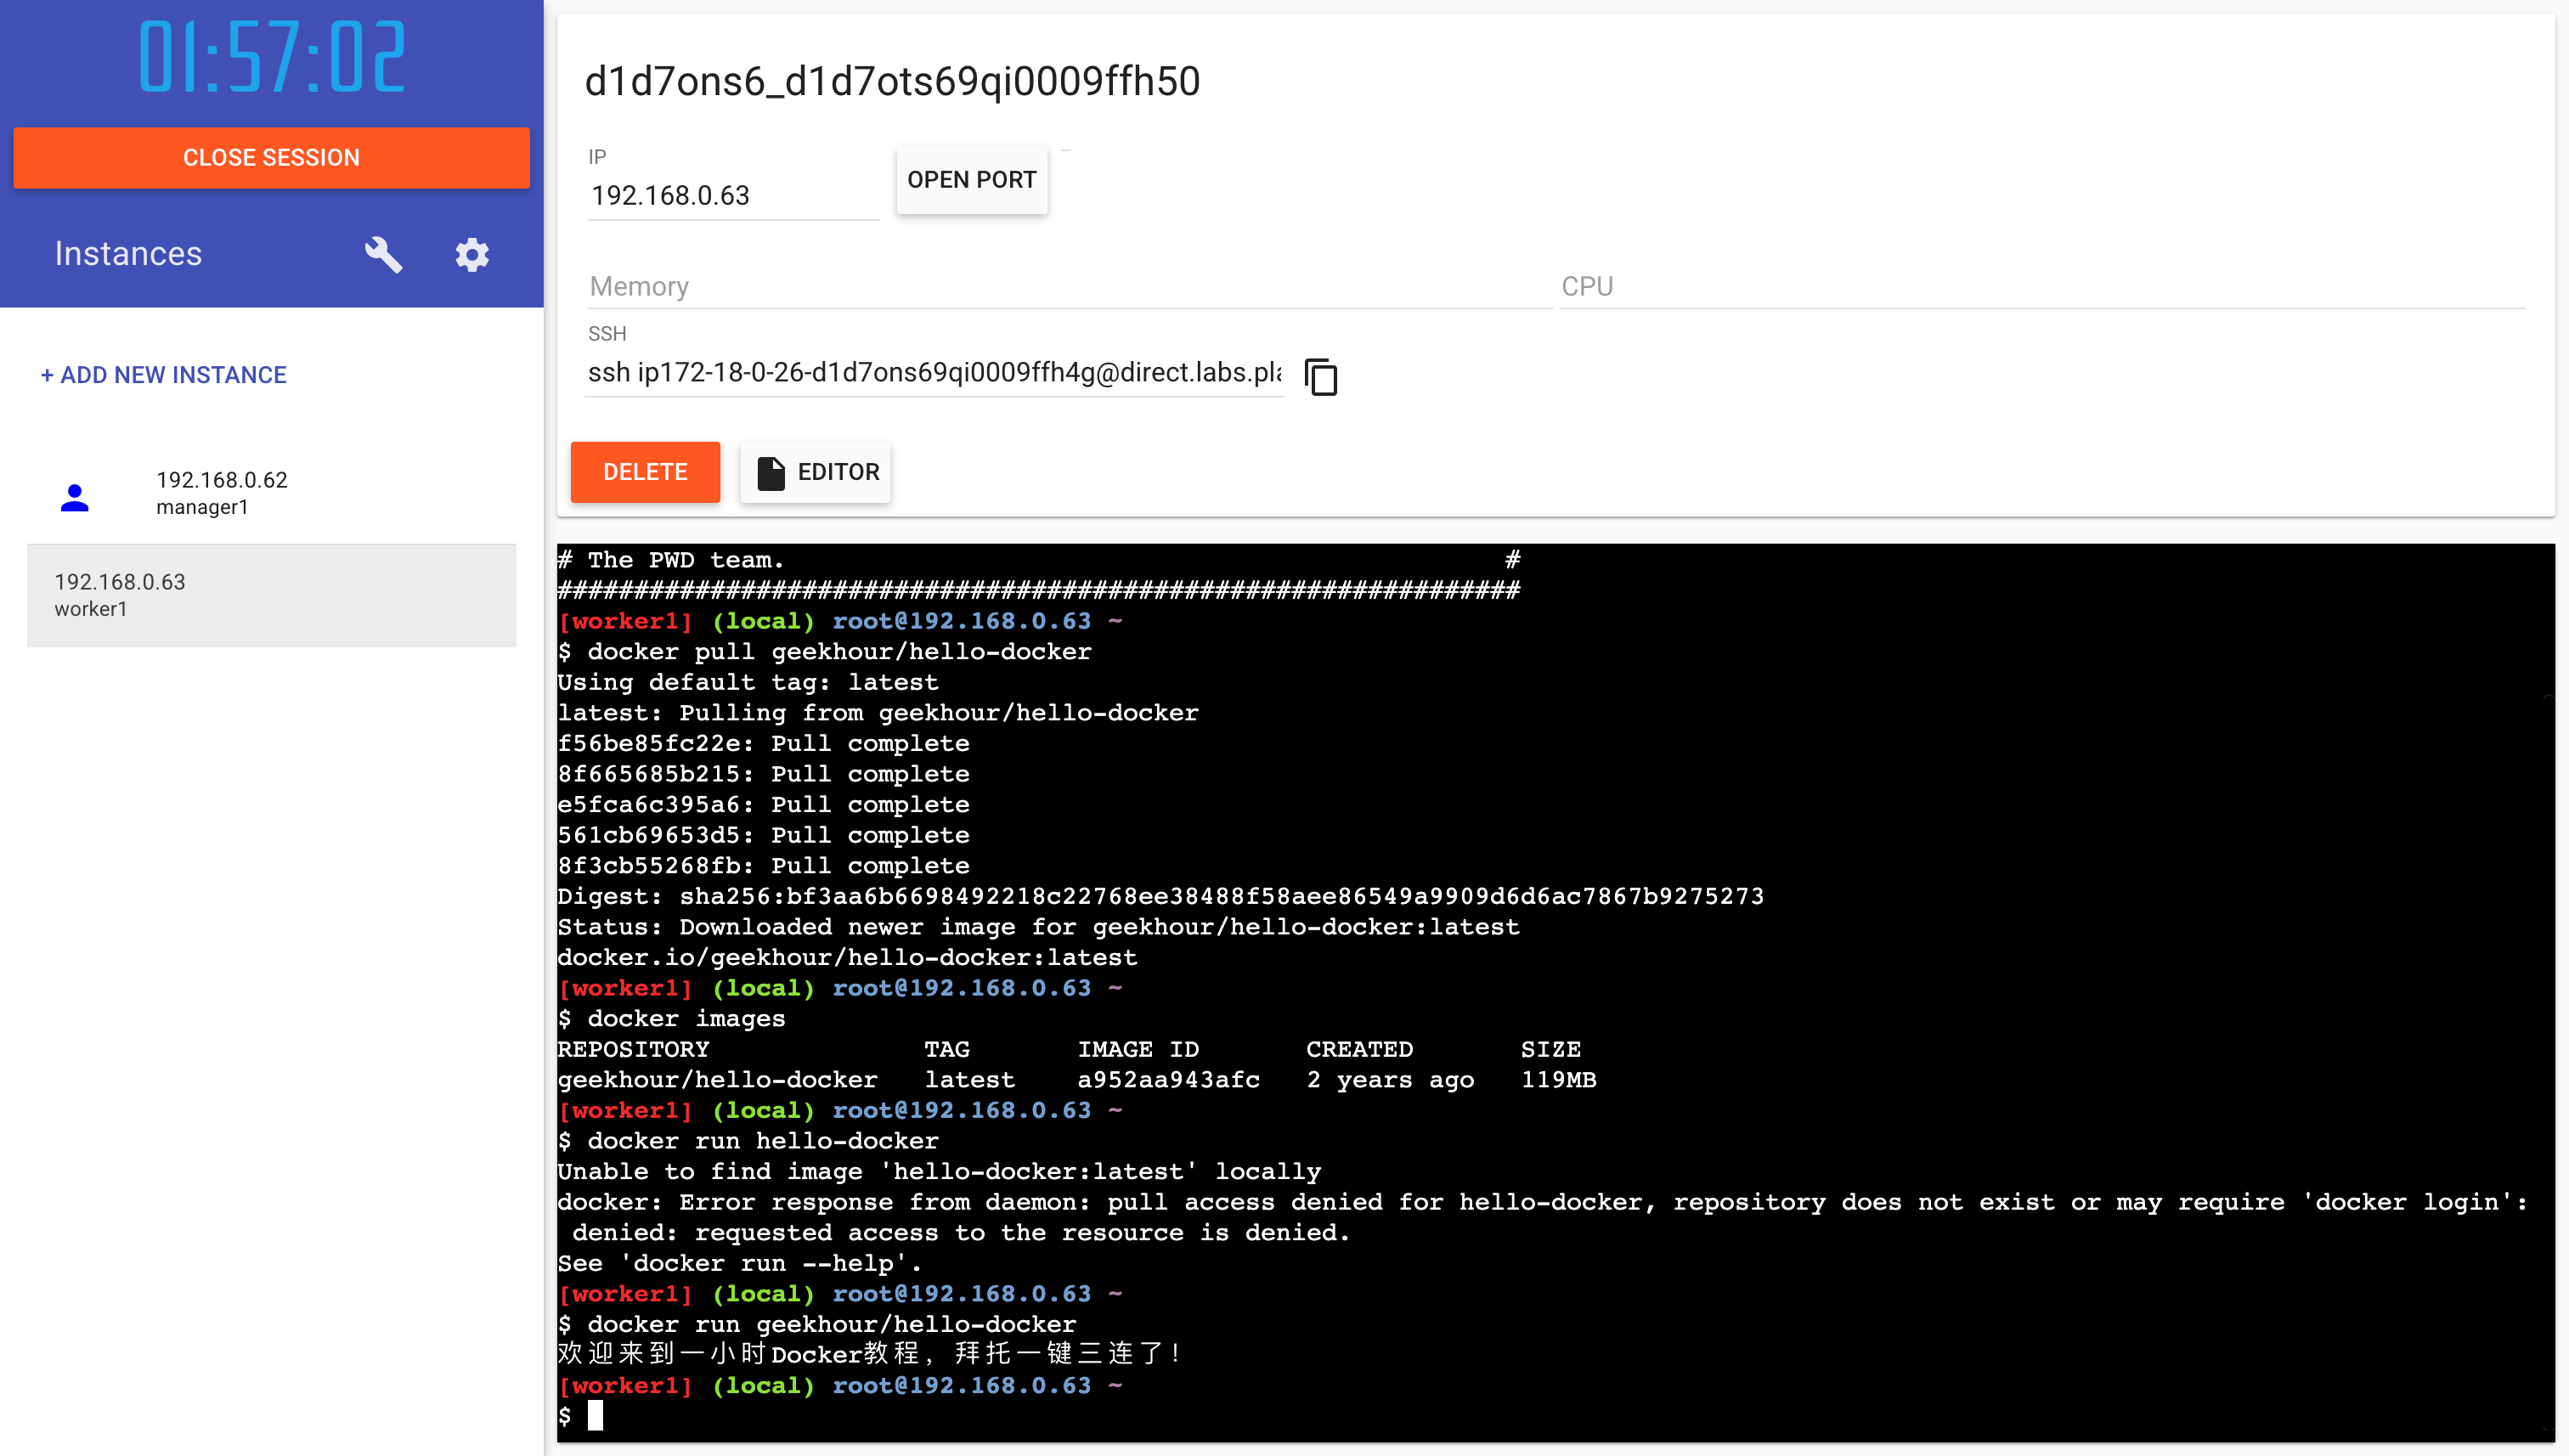 01:57:02
CLOSE SESSION
Instances
+ ADD NEW INSTANCE
192.168.0.62
manager1
192.168.0.63
worker1
d1d7ons6_d1d7ots69qi0009ffh50
IP
192.168.0.63
OPEN PORT
Memory
CPU
SSH
ssh ip172-18-0-26-d1d7ons69qi0009ffh4g@direct.labs.pla
DELETE
EDITOR
# The PWD team. #
###############################################################
[worker1] (local) root@192.168.0.63 ~
$ docker pull geekhour/hello-docker
Using default tag: latest
latest: Pulling from geekhour/hello-docker
f56be85fc22e: Pull complete
8f665685b215: Pull complete
e5fca6c395a6: Pull complete
561cb69653d5: Pull complete
8f3cb55268fb: Pull complete
Digest: sha256:bf3aa6b6698492218c22768ee38488f58aee86549a9909d6d6ac7867b9275273
Status: Downloaded newer image for geekhour/hello-docker:latest
docker.io/geekhour/hello-docker:latest
[worker1] (local) root@192.168.0.63 ~
$ docker images
REPOSITORY TAG IMAGE ID CREATED SIZE
geekhour/hello-docker latest a952aa943afc 2 years ago 119MB
[worker1] (local) root@192.168.0.63 ~
$ docker run hello-docker
Unable to find image 'hello-docker:latest' locally
docker: Error response from daemon: pull access denied for hello-docker, repository does not exist or may require 'docker login':
denied: requested access to the resource is denied.
See 'docker run --help'.
[worker1] (local) root@192.168.0.63 ~
$ docker run geekhour/hello-docker
欢迎来到一小时Docker教程，拜托一键三连了！
[worker1] (local) root@192.168.0.63 ~
$